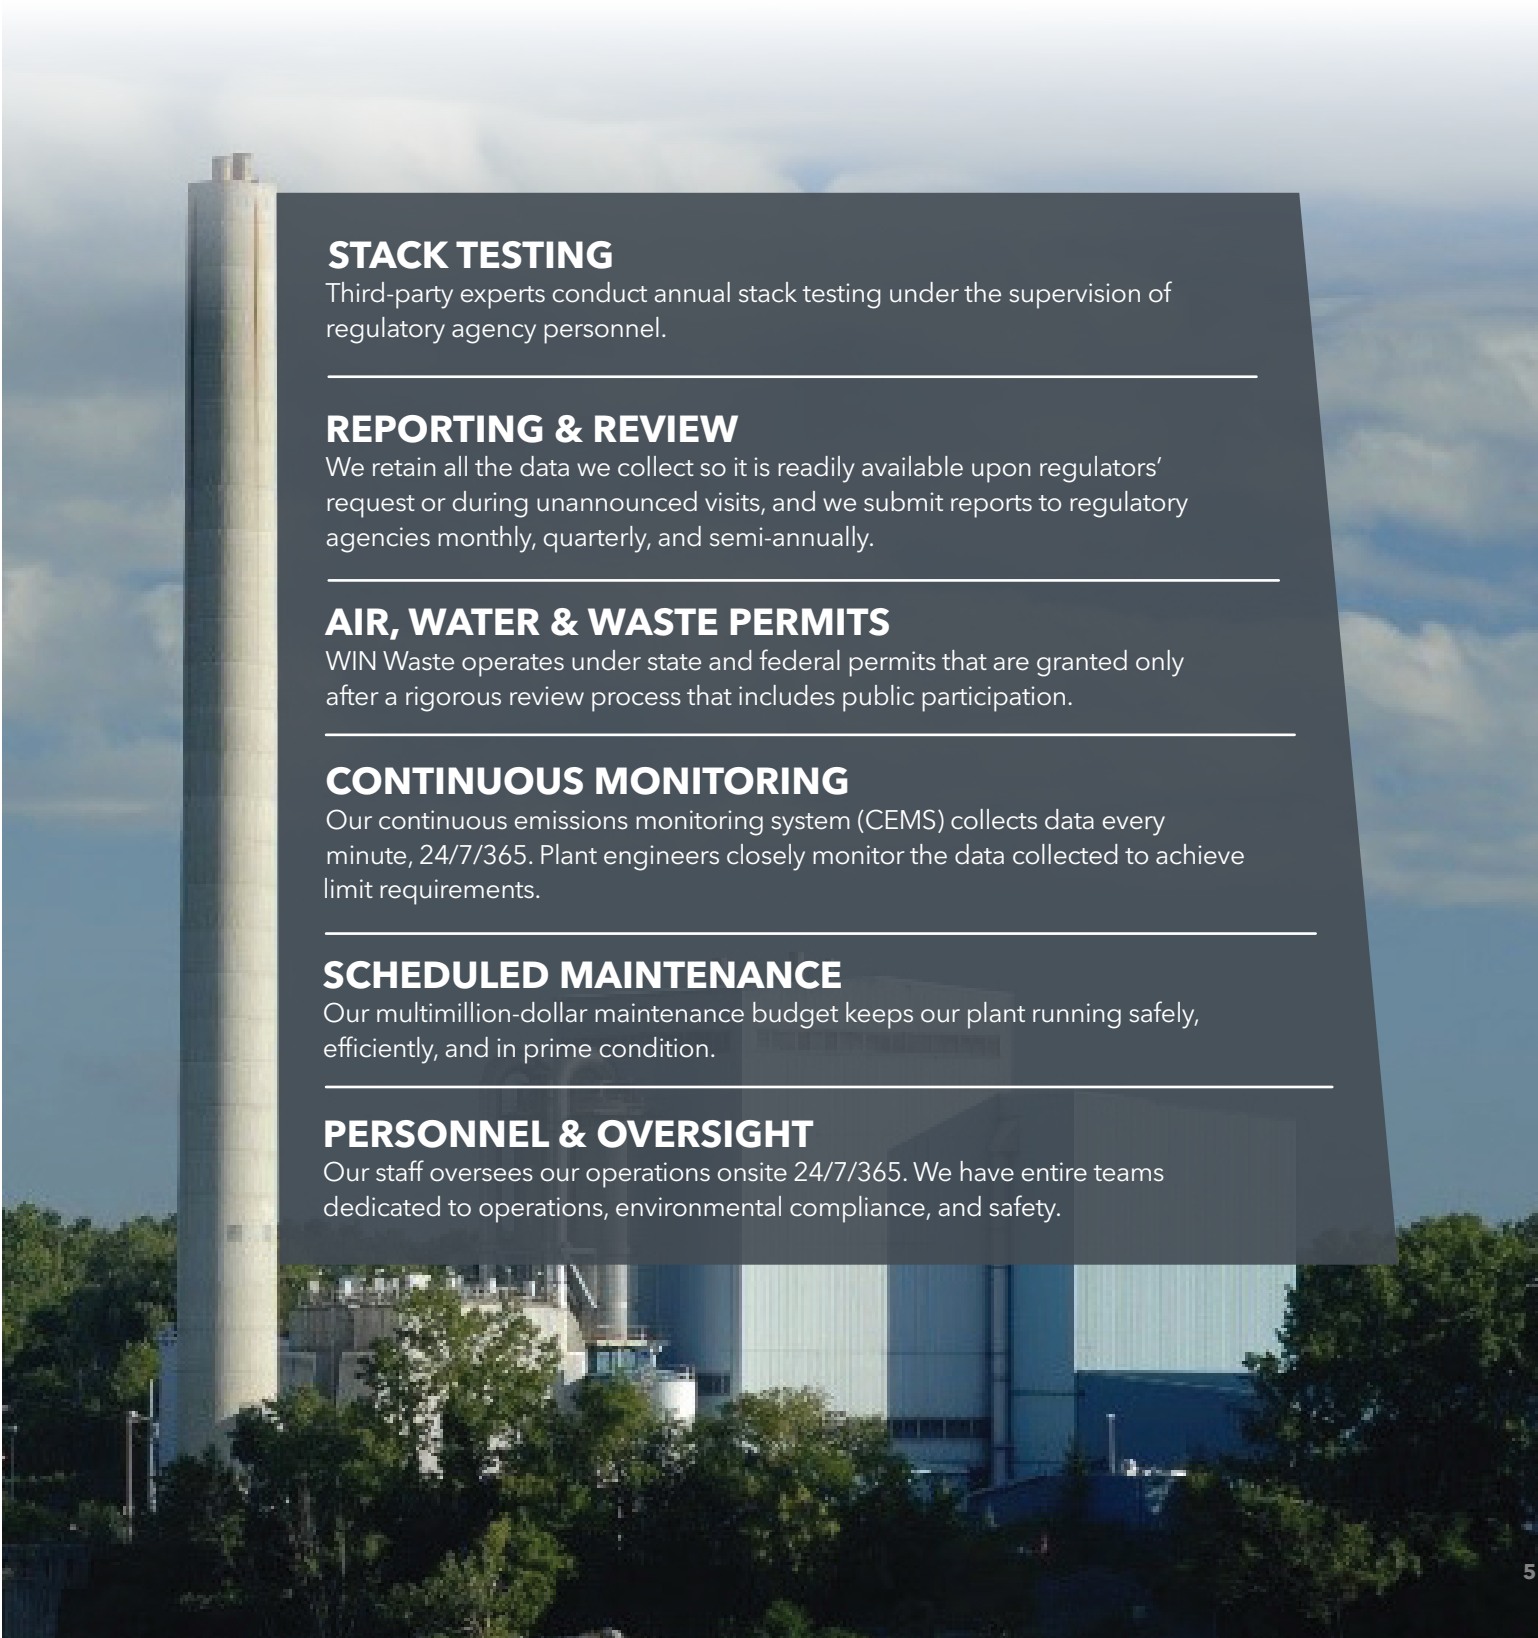 STACK TESTING
Third-party experts conduct annual stack testing under the supervision of
regulatory agency personnel.
REPORTING & REVIEW
We retain all the data we collect so it is readily available upon regulators’
request or during unannounced visits, and we submit reports to regulatory
agencies monthly, quarterly, and semi-annually.
AIR, WATER & WASTE PERMITS
WIN Waste operates under state and federal permits that are granted only
after a rigorous review process that includes public participation.
CONTINUOUS MONITORING
Our continuous emissions monitoring system (CEMS) collects data every
minute, 24/7/365. Plant engineers closely monitor the data collected to achieve
limit requirements.
SCHEDULED MAINTENANCE
Our multimillion-dollar maintenance budget keeps our plant running safely,
efficiently, and in prime condition.
PERSONNEL & OVERSIGHT
Our staff oversees our operations onsite 24/7/365. We have entire teams
dedicated to operations, environmental compliance, and safety.
5